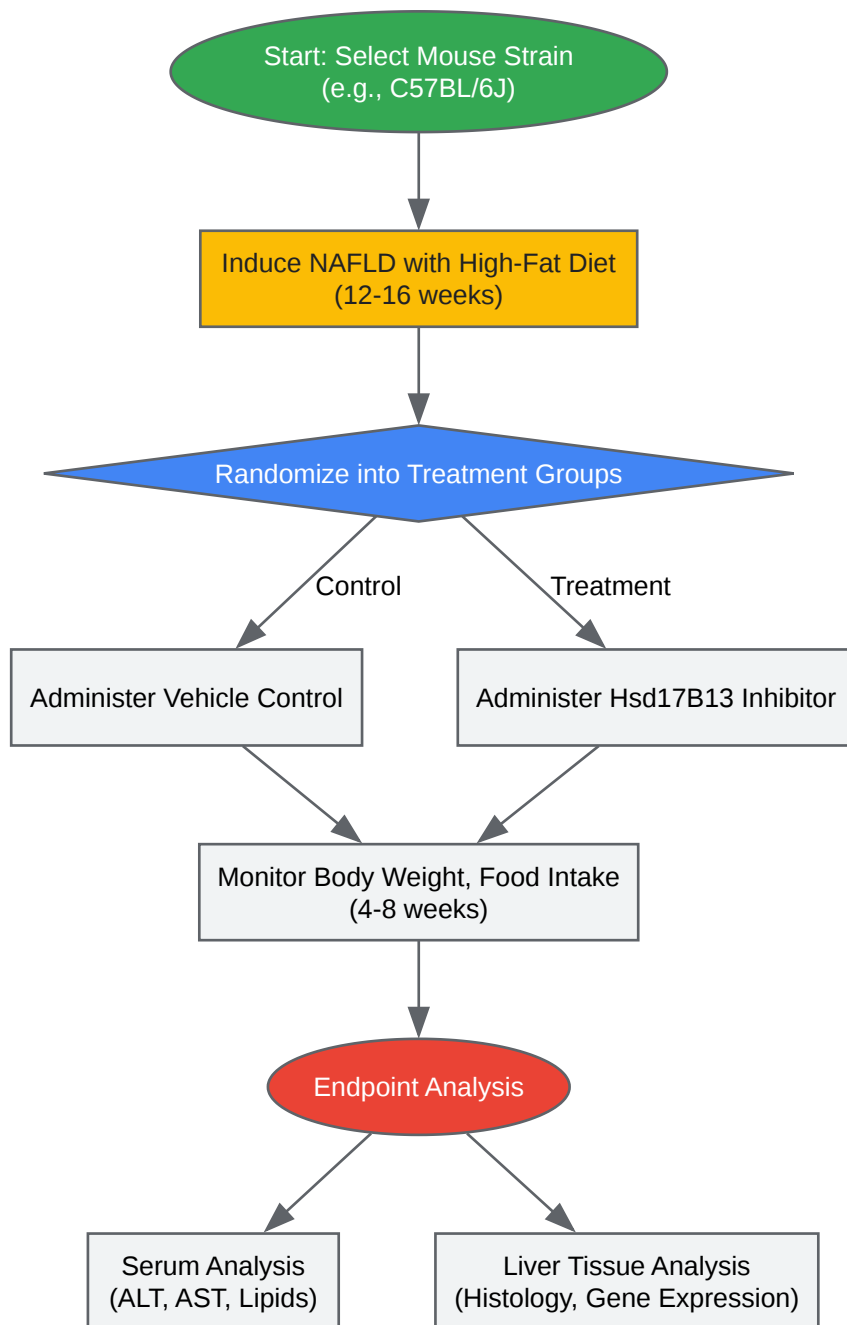 Start: Select Mouse Strain
(e.g., C57BL/6J)
Induce NAFLD with High-Fat Diet
(12-16 weeks)
Randomize into Treatment Groups
Control
Treatment
Administer Vehicle Control
Administer Hsd17B13 Inhibitor
Monitor Body Weight, Food Intake
(4-8 weeks)
Endpoint Analysis
Serum Analysis
(ALT, AST, Lipids)
Liver Tissue Analysis
(Histology, Gene Expression)